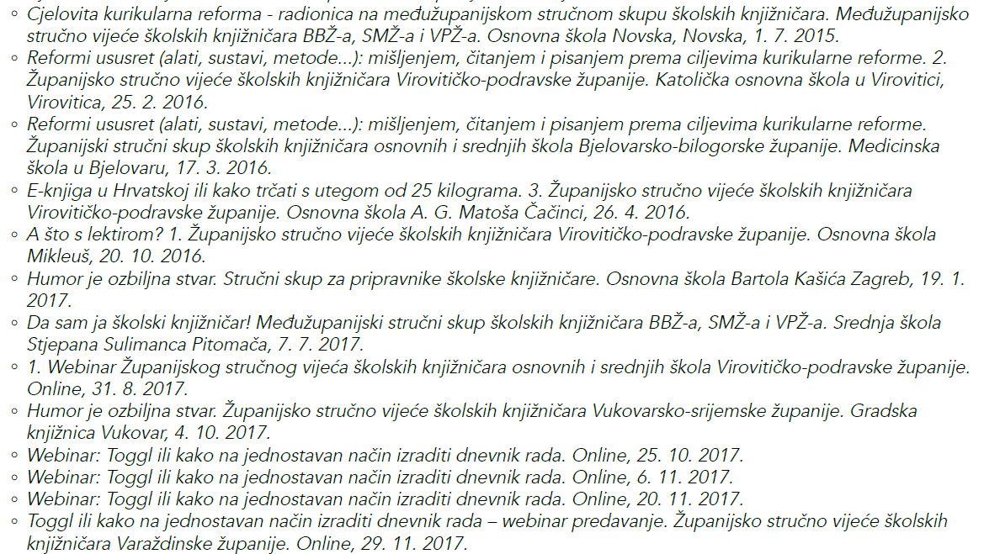 Cjelovita kurikularna reforma - radionica na međužupanijskom stručnom skupu školskih knjižničara. Međužupanijsko
stručno vijeće školskih knjižničara BBŽ-a, SMŽ-a i VPŽ-a. Osnovna škola Novska, Novska, 1. 7. 2015.
Reformi ususret (alati, sustavi, metode...): mišljenjem, čitanjem i pisanjem prema ciljevima kurikularne reforme. 2.
Županijsko stručno vijeće školskih knjižničara Virovitičko-podravske županije. Katolička osnovna škola u Virovitici,
Virovitica, 25. 2. 2016.
Reformi ususret (alati, sustavi, metode...): mišljenjem, čitanjem i pisanjem prema ciljevima kurikularne reforme.
Županijski stručni skup školskih knjižničara osnovnih i srednjih škola Bjelovarsko-bilogorske županije. Medicinska
škola u Bjelovaru, 17. 3. 2016.
E-knjiga u Hrvatskoj ili kako trčati s utegom od 25 kilograma. 3. Županijsko stručno vijeće školskih knjižničara
Virovitičko-podravske županije. Osnovna škola A. G. Matoša Čačinci, 26. 4. 2016.
A što s lektirom? 1. Županijsko stručno vijeće školskih knjižničara Virovitičko-podravske županije. Osnovna škola
Mikleuš, 20. 10. 2016.
Humor je ozbiljna stvar. Stručni skup za pripravnike školske knjižničare. Osnovna škola Bartola Kašića Zagreb, 19. 1.
2017.
Da sam ja školski knjižničar! Međužupanijski stručni skup školskih knjižničara BBŽ-a, SMŽ-a i VPŽ-a. Srednja škola
Stjepana Sulimanca Pitomača, 7. 7. 2017.
1. Webinar Županijskog stručnog vijeća školskih knjižničara osnovnih i srednjih škola Virovitičko-podravske županije.
Online, 31. 8. 2017.
Humor je ozbiljna stvar. Županijsko stručno vijeće školskih knjižničara Vukovarsko-srijemske županije. Gradska
knjižnica Vukovar, 4. 10. 2017.
Webinar: Toggl ili kako na jednostavan način izraditi dnevnik rada. Online, 25. 10. 2017.
Webinar: Toggl ili kako na jednostavan način izraditi dnevnik rada. Online, 6. 11. 2017.
Webinar: Toggl ili kako na jednostavan način izraditi dnevnik rada. Online, 20. 11. 2017.
Toggl ili kako na jednostavan način izraditi dnevnik rada – webinar predavanje. Županijsko stručno vijeće školskih
knjižničara Varaždinske županije. Online, 29. 11. 2017.